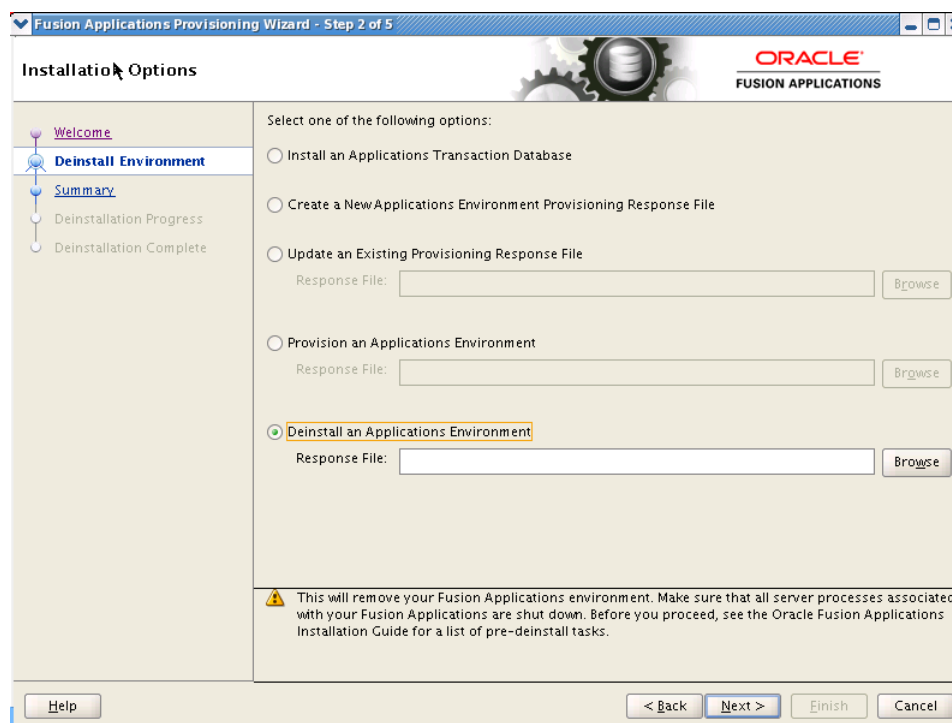 Fusion Applications Provisioning Wizard - Step 2 of 5
Installation Options
ORACLE
FUSION APPLICATIONS
Welcome
Deinstall Environment
Summary
Deinstallation Progress
Deinstallation Complete
Select one of the following options:
Install an Applications Transaction Database
Create a New Applications Environment Provisioning Response File
Update an Existing Provisioning Response File
Response File:
Browse
Provision an Applications Environment
Response File:
Browse
Deinstall an Applications Environment
Response File:
Browse
This will remove your Fusion Applications environment. Make sure that all server processes associated
with your Fusion Applications are shut down. Before you proceed, see the Oracle Fusion Applications
Installation Guide for a list of pre-deinstall tasks.
Help
< Back
Next >
Finish
Cancel